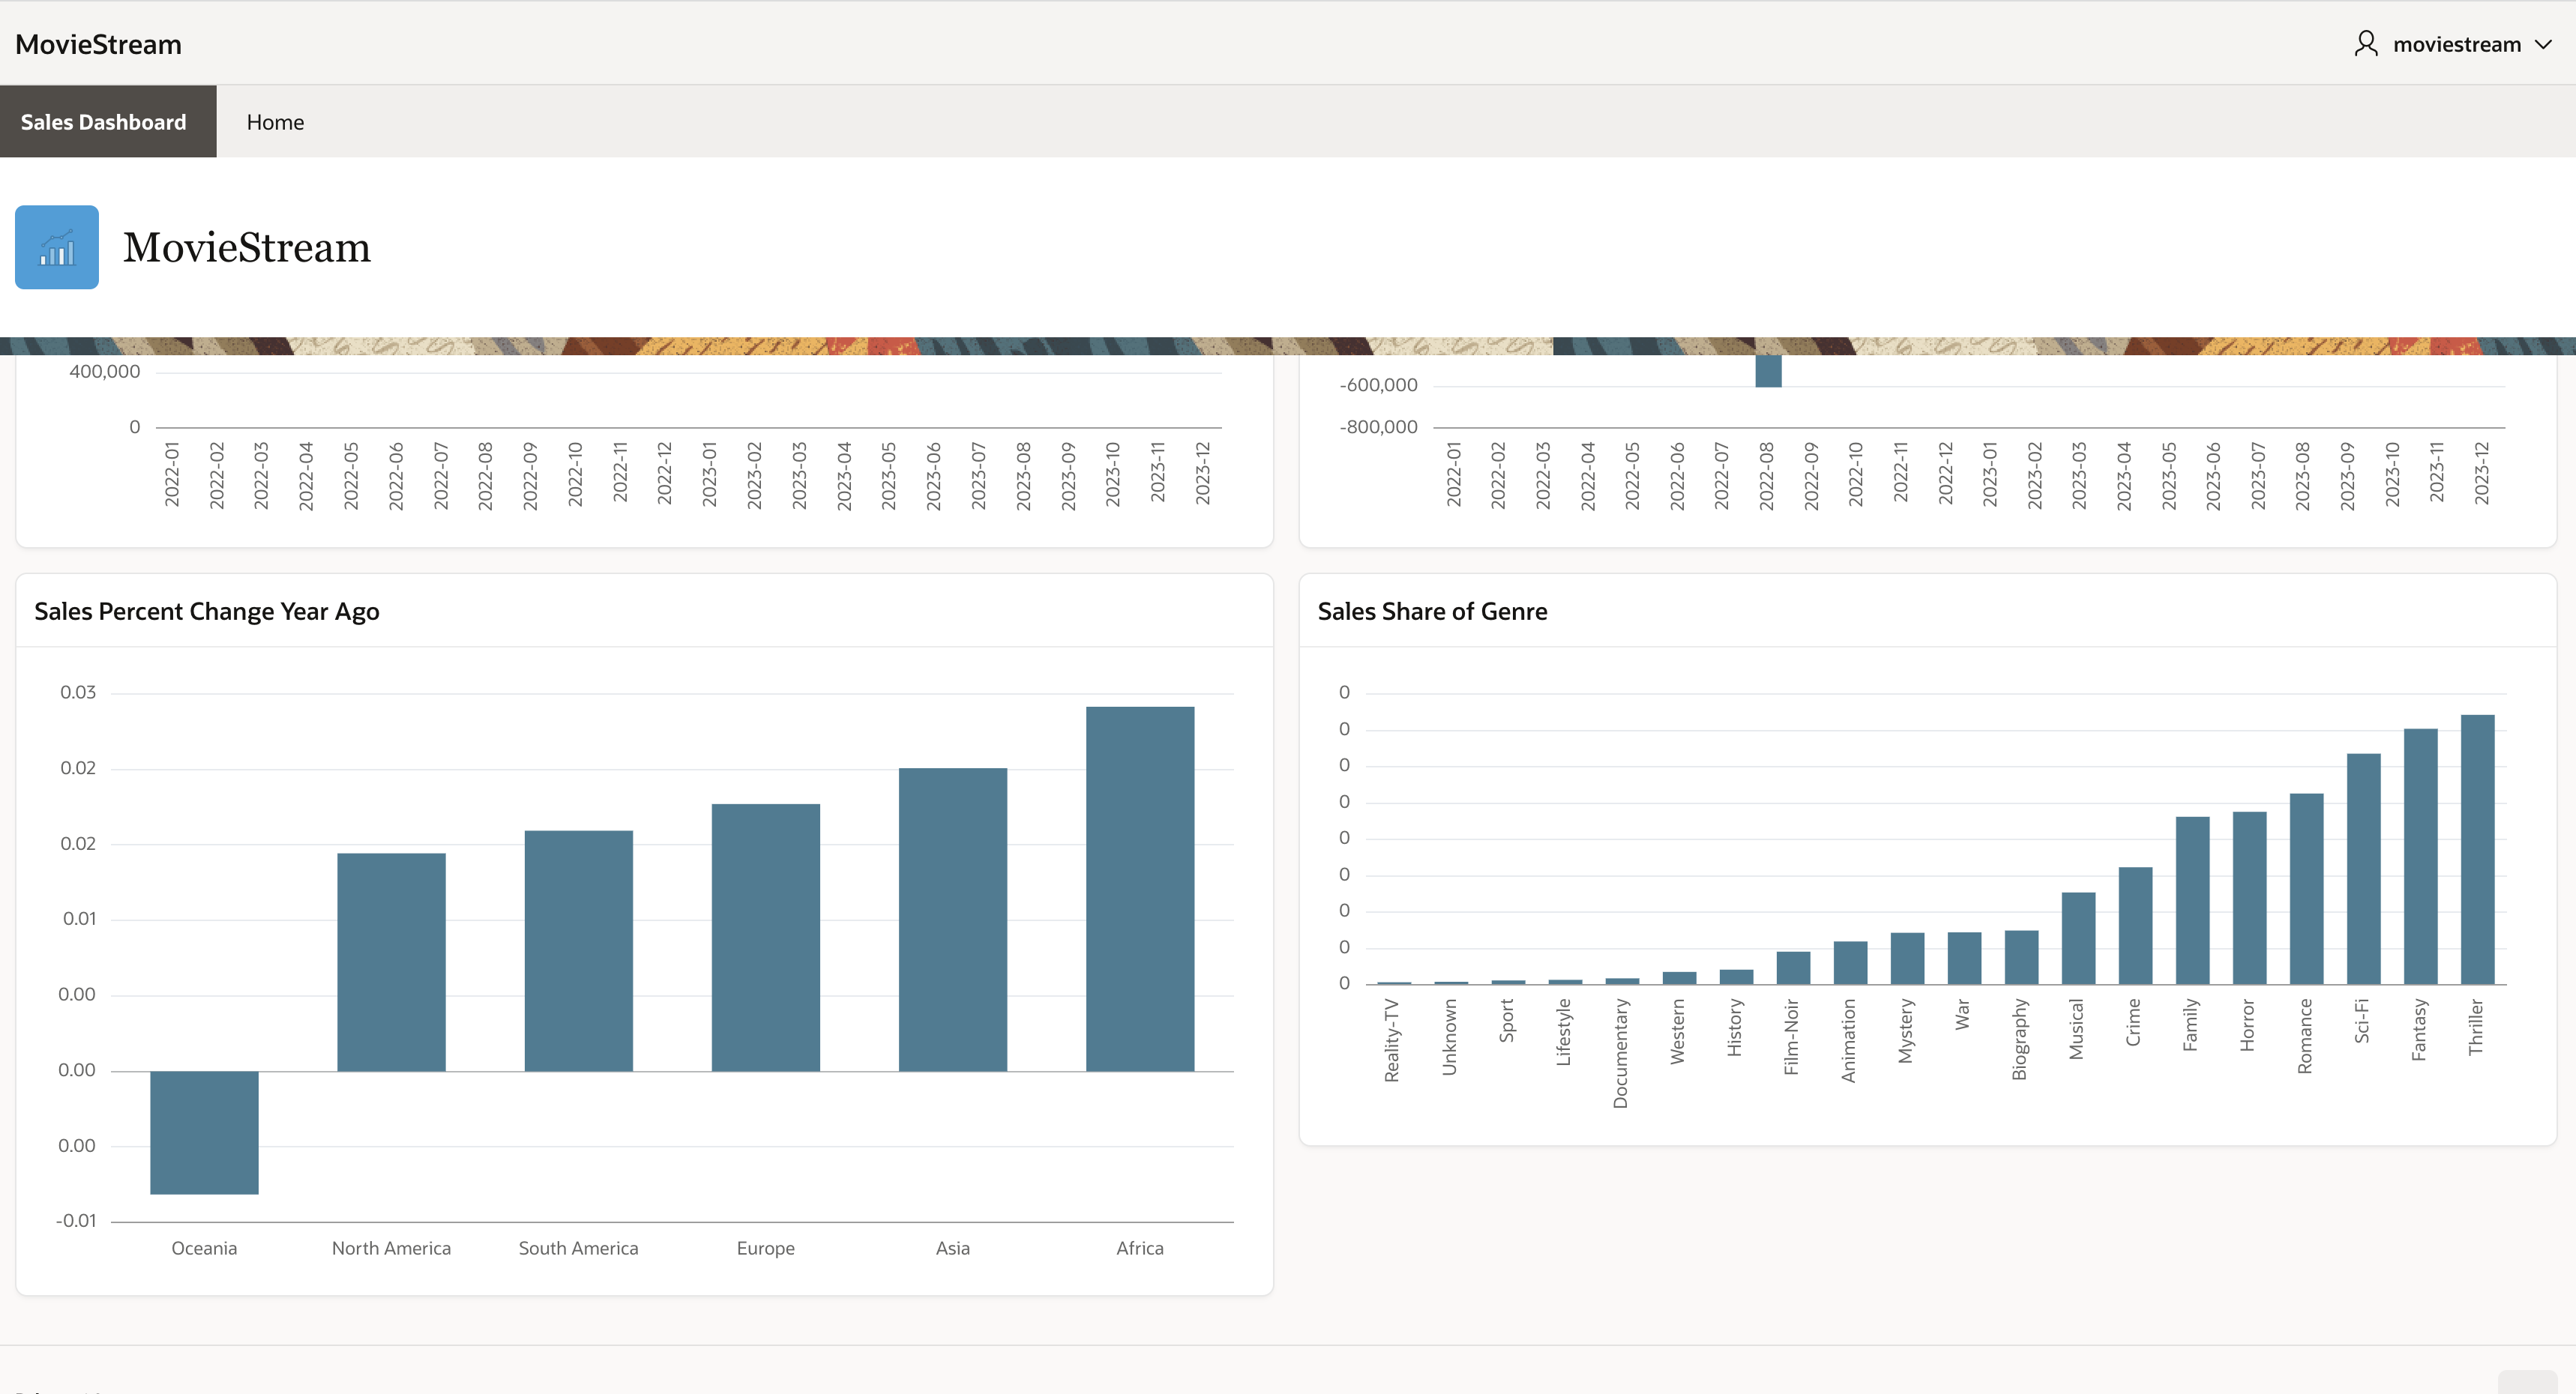 MovieStream
moviestream
Sales Dashboard
Home
MovieStream
400,000
0
2022-01
2022-02
2022-03
2022-04
2022-05
2022-06
2022-07
2022-08
2022-09
2022-10
2022-11
2022-12
2023-01
2023-02
2023-03
2023-04
2023-05
2023-06
2023-07
2023-08
2023-09
2023-10
2023-11
2023-12
-600,000
-800,000
2022-01
2022-02
2022-03
2022-04
2022-05
2022-06
2022-07
2022-08
2022-09
2022-10
2022-11
2022-12
2023-01
2023-02
2023-03
2023-04
2023-05
2023-06
2023-07
2023-08
2023-09
2023-10
2023-11
2023-12
Sales Percent Change Year Ago
0.03
0.02
0.02
0.01
0.00
0.00
0.00
-0.01
Oceania
North America
South America
Europe
Asia
Africa
Sales Share of Genre
0
0
0
0
0
0
0
0
0
Reality-TV
Unknown
Sport
Lifestyle
Documentary
Western
History
Film-Noir
Animation
Mystery
War
Biography
Musical
Crime
Family
Horror
Romance
Sci-Fi
Fantasy
Thriller